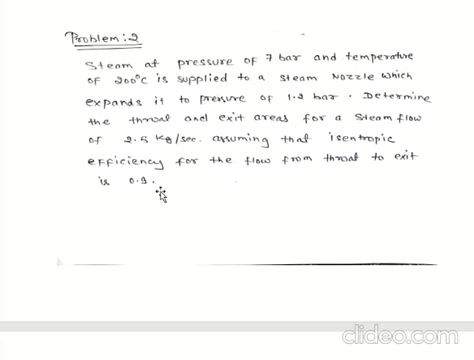 Problem:2
Steam at pressure of 7 bar and temperature
of 200°C is supplied to a steam Nozzle which
expands it to pressure of 1.2 bar. Determine
the throat and exit areas for a steam flow
of 2.5 Kg/sec. assuming that isentropic
efficiency for the flow from throat to exit
is 0.9.
clideo.com